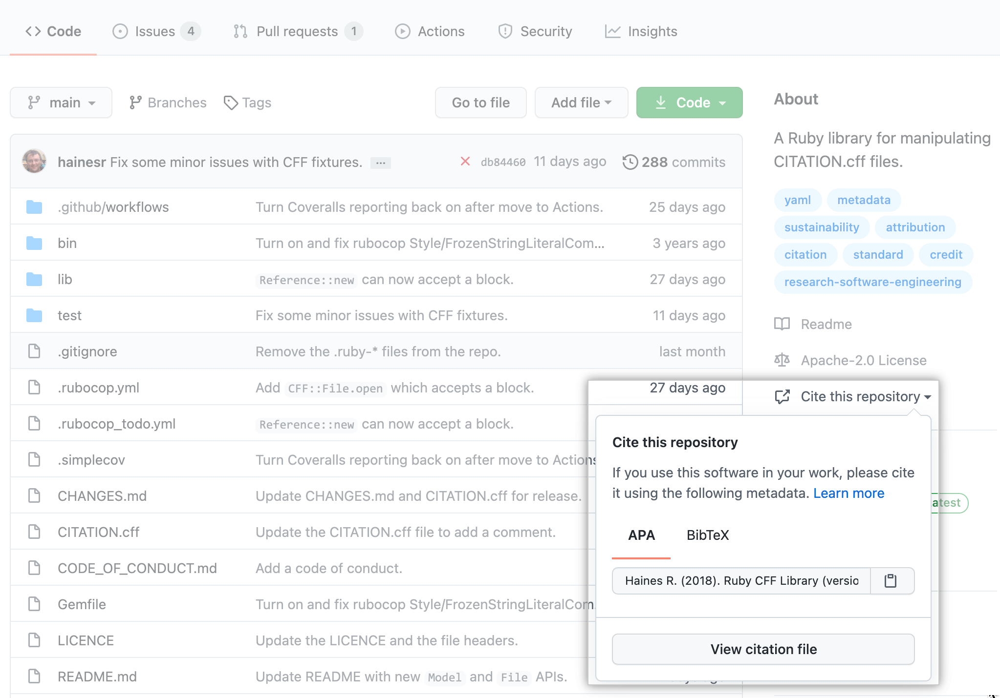 Code Issues 4 Pull requests 1 Actions Security Insights
main Branches Tags Go to file Add file Code
hainesr Fix some minor issues with CFF fixtures. ... db84460 11 days ago 288 commits
.github/workflows Turn Coveralls reporting back on after move to Actions. 25 days ago
bin Turn on and fix rubocop Style/FrozenStringLiteralCom... 3 years ago
lib Reference::new can now accept a block. 27 days ago
test Fix some minor issues with CFF fixtures. 11 days ago
.gitignore Remove the .ruby-* files from the repo. last month
.rubocop.yml Add CFF::File.open which accepts a block. 27 days ago
.rubocop_todo.yml Reference::new can now accept a block.
.simplecov Turn Coveralls reporting back on after move to Actions
CHANGES.md Update CHANGES.md and CITATION.cff for release.
CITATION.cff Update the CITATION.cff file to add a comment.
CODE_OF_CONDUCT.md Add a code of conduct.
Gemfile Turn on and fix rubocop Style/FrozenStringLiteralCom.
LICENCE Update the LICENCE and the file headers.
README.md Update README with new Model and File APIs.
About
A Ruby library for manipulating
CITATION.cff files.
yaml metadata
sustainability attribution
citation standard credit
research-software-engineering
Readme
Apache-2.0 License
Cite this repository
Cite this repository
If you use this software in your work, please cite
it using the following metadata. Learn more
APA BibTeX
Haines R. (2018). Ruby CFF Library (versio
View citation file